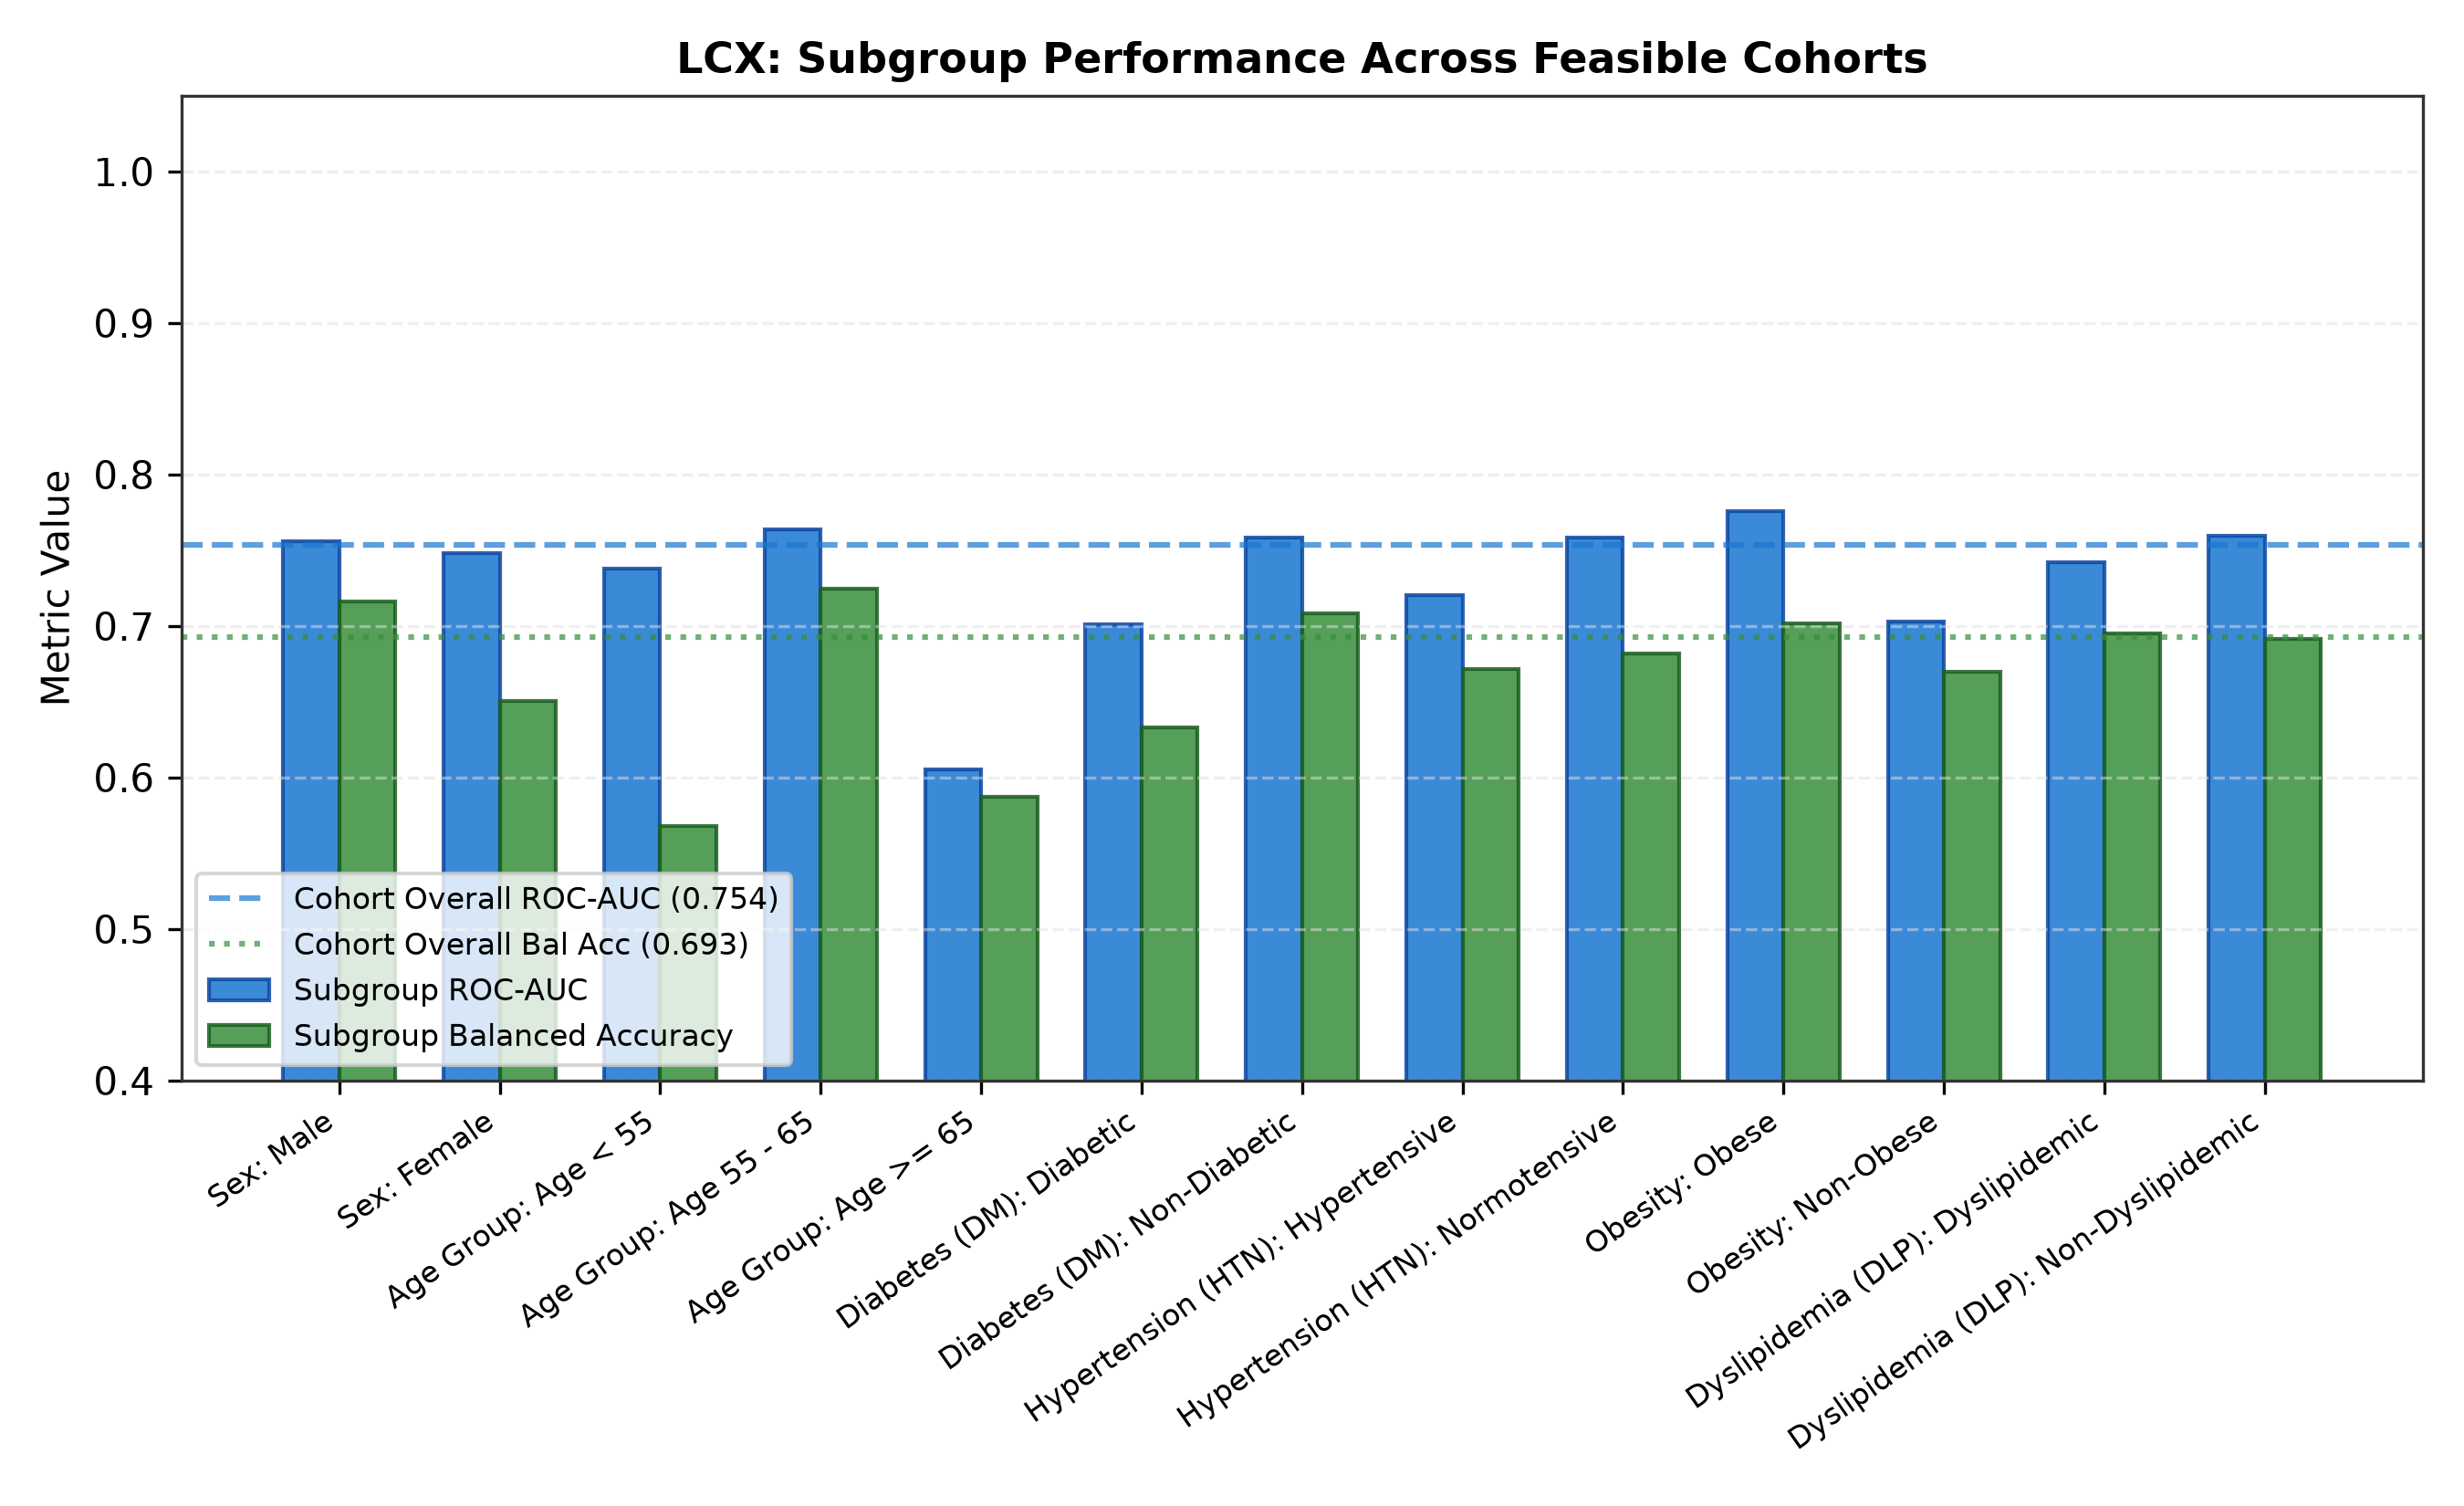 LCX: Subgroup Performance Across Feasible Cohorts
Metric Value
1.0
0.9
0.8
0.7
0.6
0.5
0.4
Cohort Overall ROC-AUC (0.754)
Cohort Overall Bal Acc (0.693)
Subgroup ROC-AUC
Subgroup Balanced Accuracy
Sex: Male
Sex: Female
Age Group: Age < 55
Age Group: Age 55 - 65
Age Group: Age >= 65
Diabetes (DM): Diabetic
Diabetes (DM): Non-Diabetic
Hypertension (HTN): Hypertensive
Hypertension (HTN): Normotensive
Obesity: Obese
Obesity: Non-Obese
Dyslipidemia (DLP): Dyslipidemic
Dyslipidemia (DLP): Non-Dyslipidemic